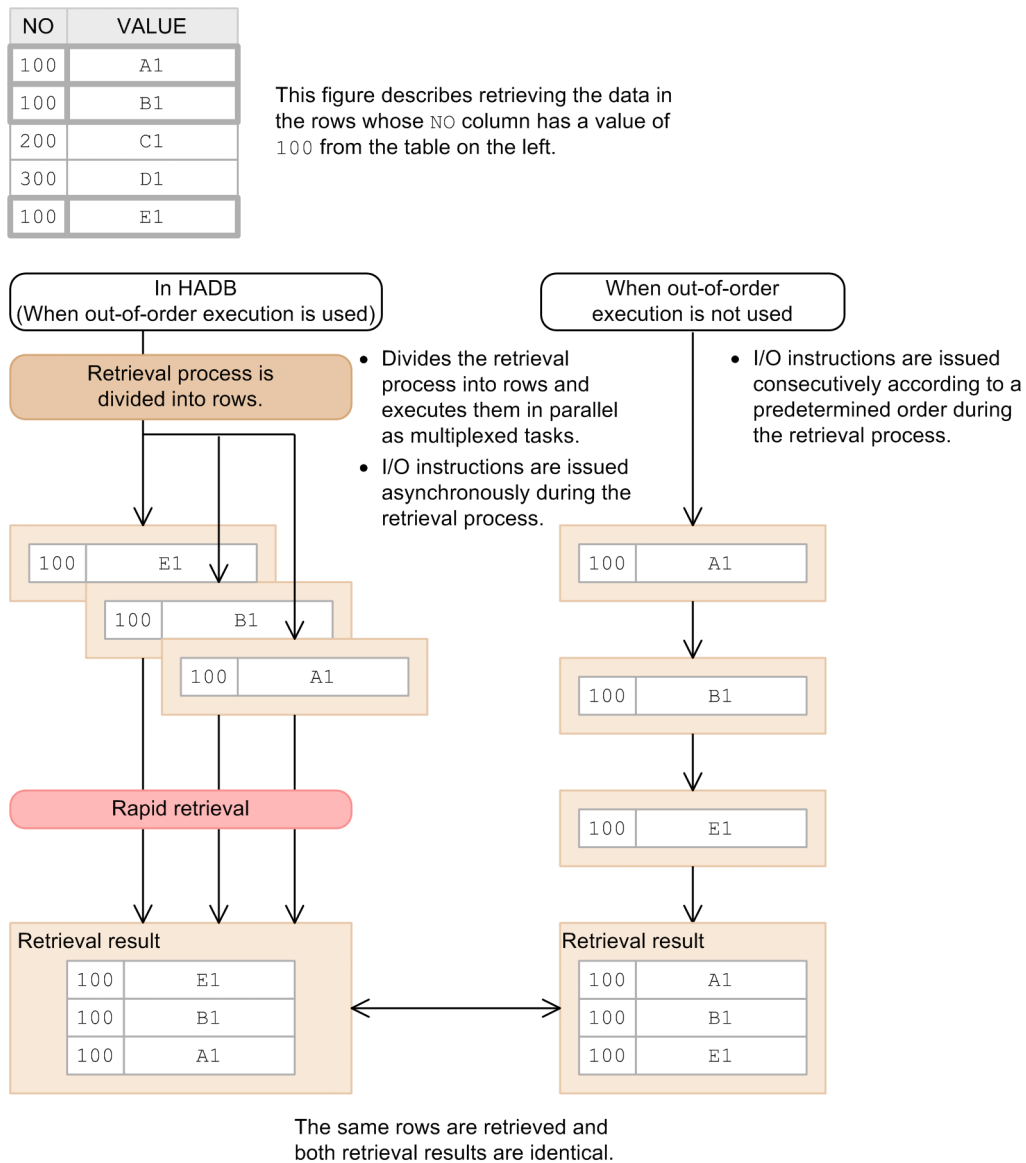 NO VALUE
100 A1
100 B1
200 C1
300 D1
100 E1
This figure describes retrieving the data in
the rows whose NO column has a value of
100 from the table on the left.
In HADB
(When out-of-order execution is used)
Retrieval process is
divided into rows.
• Divides the retrieval
process into rows and
executes them in parallel
as multiplexed tasks.
• I/O instructions are issued
asynchronously during the
retrieval process.
100 E1
100 B1
100 A1
Rapid retrieval
Retrieval result
100 E1
100 B1
100 A1
When out-of-order
execution is not used
• I/O instructions are issued
consecutively according to a
predetermined order during
the retrieval process.
100 A1
100 B1
100 E1
Retrieval result
100 A1
100 B1
100 E1
The same rows are retrieved and
both retrieval results are identical.